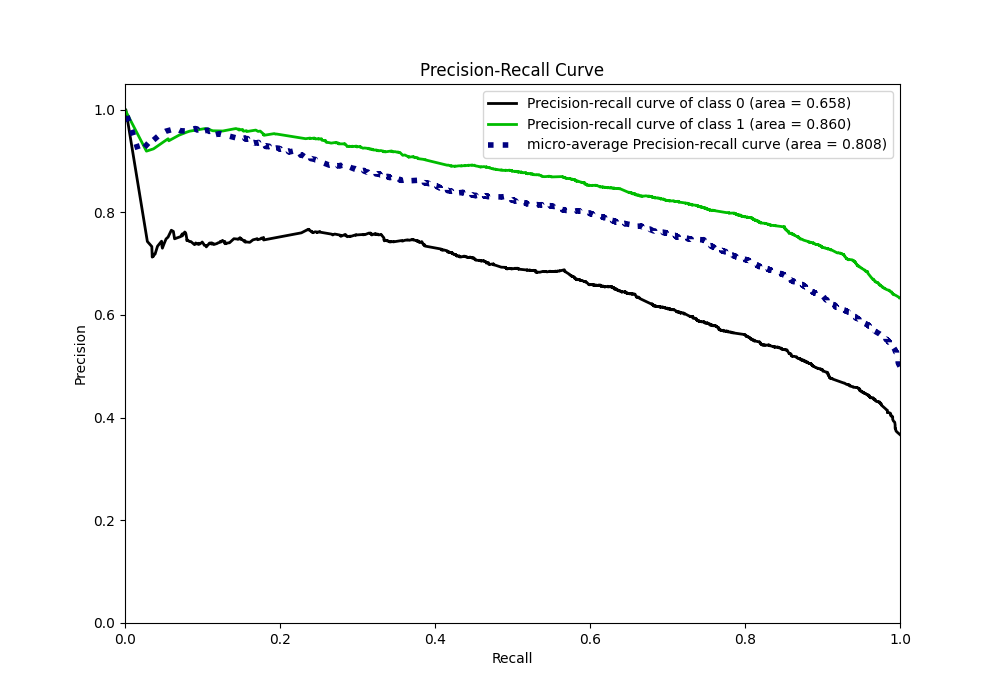 Precision-Recall Curve
Precision-recall curve of class 0 (area = 0.658)
Precision-recall curve of class 1 (area = 0.860)
micro-average Precision-recall curve (area = 0.808)
1.0
0.8
0.6
0.4
0.2
0.0
Precision
0.0 0.2 0.4 0.6 0.8 1.0
Recall